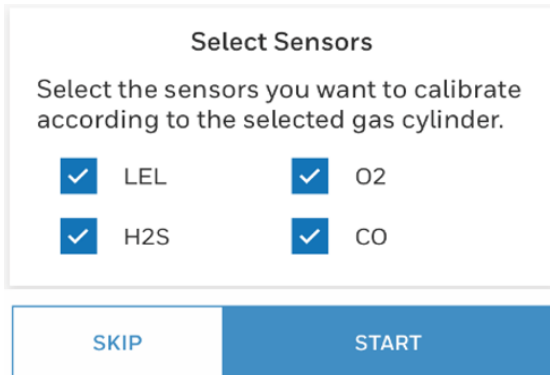 Select Sensors
Select the sensors you want to calibrate
according to the selected gas cylinder.
LEL O2
H2S CO
SKIP START